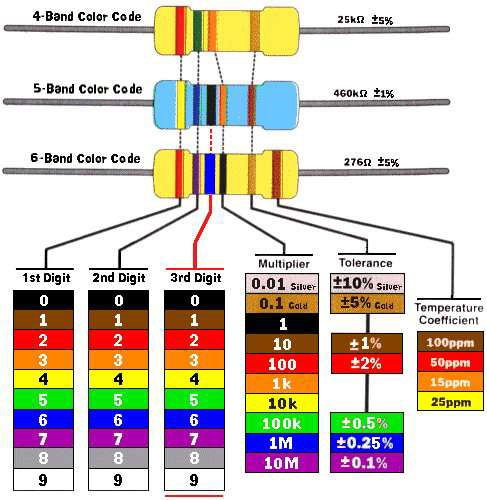 4-Band Color Code
25kΩ ±5%
5-Band Color Code
460kΩ ±1%
6-Band Color Code
276Ω ±5%
1st Digit 2nd Digit 3rd Digit Multiplier Tolerance
0 0 0 0.01 Silver ±10% Silver
1 1 1 0.1 Gold ±5% Gold
2 2 2 1
3 3 3 10 ±1%
4 4 4 100 ±2%
5 5 5 1k
6 6 6 10k
7 7 7 100k ±0.5%
8 8 8 1M ±0.25%
9 9 9 10M ±0.1%
Temperature
Coefficient
100ppm
50ppm
15ppm
25ppm